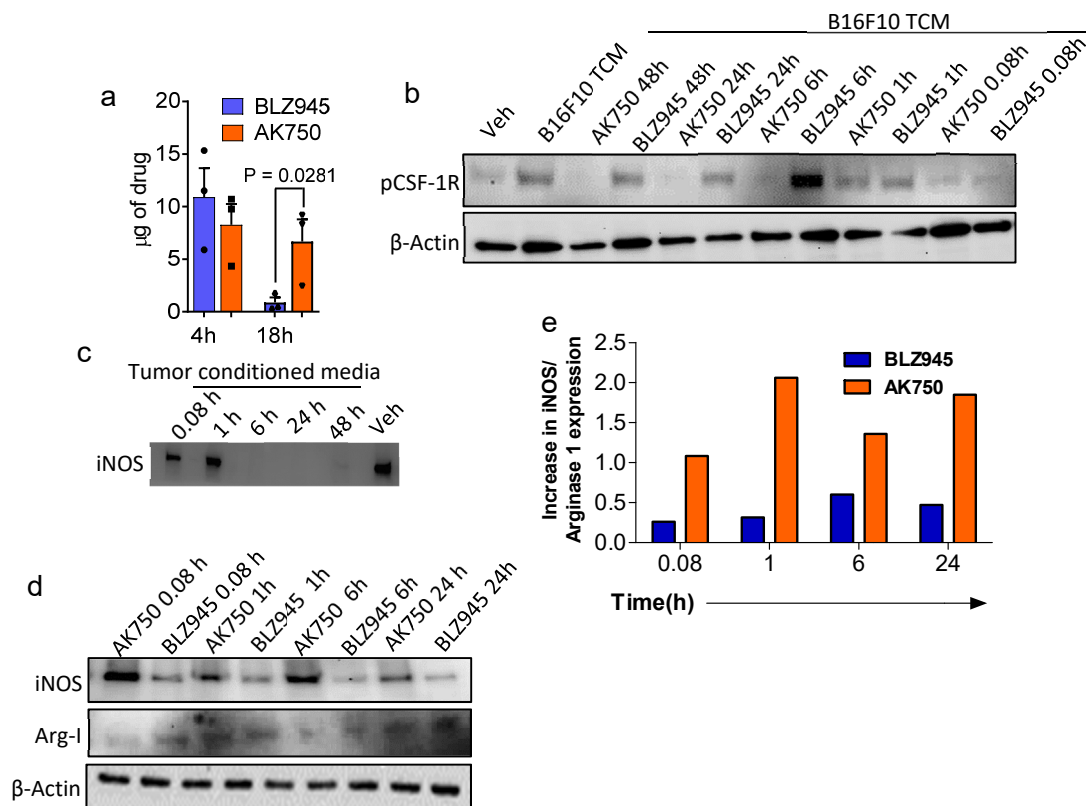 a
20
15
10
5
0
μg of drug
BLZ945
AK750
P = 0.0281
4h 18h
b
B16F10 TCM
Veh
B16F10 TCM
AK750 48h
BLZ945 48h
AK750 24h
BLZ945 24h
AK750 6h
BLZ945 6h
AK750 1h
BLZ945 1h
AK750 0.08h
BLZ945 0.08h
pCSF-1R
β-Actin
c
Tumor conditioned media
0.08 h
1 h
6 h
24 h
48 h
Veh
iNOS
d
AK750 0.08 h
BLZ945 0.08 h
AK750 1h
BLZ945 1h
AK750 6h
BLZ945 6h
AK750 24 h
BLZ945 24h
iNOS
Arg-I
β-Actin
e
Increase in iNOS/
Arginase 1 expression
2.5
2.0
1.5
1.0
0.5
0.0
BLZ945
AK750
0.08 1 6 24
Time(h)